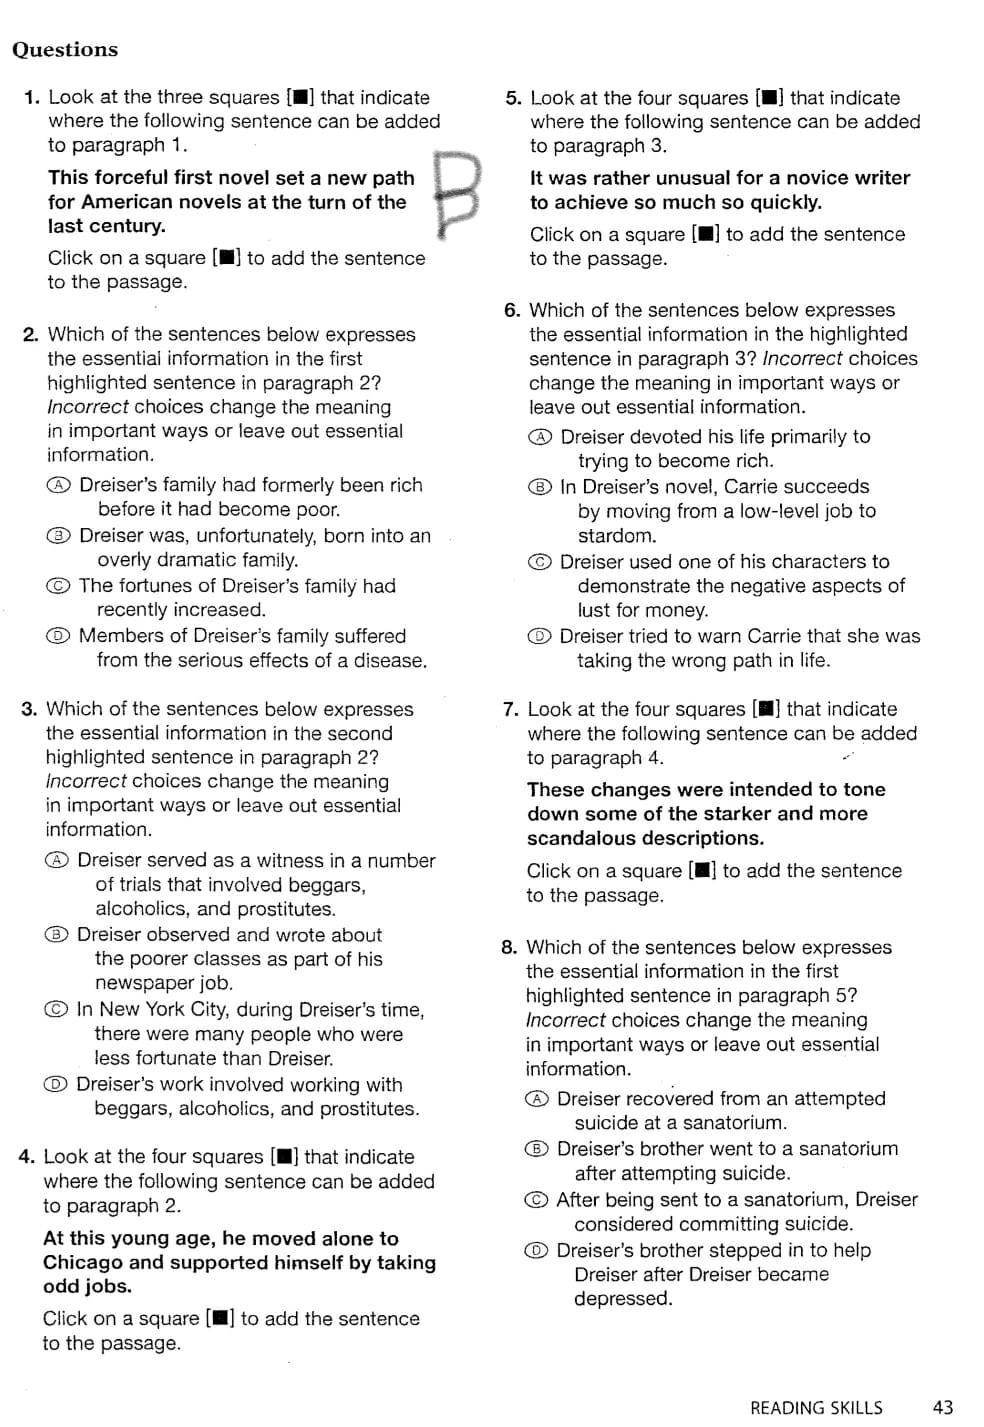 Questions
1. Look at the three squares [■] that indicate
where the following sentence can be added
to paragraph 1.
This forceful first novel set a new path
for American novels at the turn of the
last century.
B
Click on a square [■] to add the sentence
to the passage.
2. Which of the sentences below expresses
the essential information in the first
highlighted sentence in paragraph 2?
Incorrect choices change the meaning
in important ways or leave out essential
information.
Ⓐ Dreiser's family had formerly been rich
before it had become poor.
Ⓑ Dreiser was, unfortunately, born into an
overly dramatic family.
Ⓒ The fortunes of Dreiser's family had
recently increased.
Ⓓ Members of Dreiser's family suffered
from the serious effects of a disease.
3. Which of the sentences below expresses
the essential information in the second
highlighted sentence in paragraph 2?
Incorrect choices change the meaning
in important ways or leave out essential
information.
Ⓐ Dreiser served as a witness in a number
of trials that involved beggars,
alcoholics, and prostitutes.
Ⓑ Dreiser observed and wrote about
the poorer classes as part of his
newspaper job.
Ⓒ In New York City, during Dreiser's time,
there were many people who were
less fortunate than Dreiser.
Ⓓ Dreiser's work involved working with
beggars, alcoholics, and prostitutes.
4. Look at the four squares [■] that indicate
where the following sentence can be added
to paragraph 2.
At this young age, he moved alone to
Chicago and supported himself by taking
odd jobs.
Click on a square [■] to add the sentence
to the passage.
5. Look at the four squares [■] that indicate
where the following sentence can be added
to paragraph 3.
It was rather unusual for a novice writer
to achieve so much so quickly.
Click on a square [■] to add the sentence
to the passage.
6. Which of the sentences below expresses
the essential information in the highlighted
sentence in paragraph 3? Incorrect choices
change the meaning in important ways or
leave out essential information.
Ⓐ Dreiser devoted his life primarily to
trying to become rich.
Ⓑ In Dreiser's novel, Carrie succeeds
by moving from a low-level job to
stardom.
Ⓒ Dreiser used one of his characters to
demonstrate the negative aspects of
lust for money.
Ⓓ Dreiser tried to warn Carrie that she was
taking the wrong path in life.
7. Look at the four squares [■] that indicate
where the following sentence can be added
to paragraph 4.
These changes were intended to tone
down some of the starker and more
scandalous descriptions.
Click on a square [■] to add the sentence
to the passage.
8. Which of the sentences below expresses
the essential information in the first
highlighted sentence in paragraph 5?
Incorrect choices change the meaning
in important ways or leave out essential
information.
Ⓐ Dreiser recovered from an attempted
suicide at a sanatorium.
Ⓑ Dreiser's brother went to a sanatorium
after attempting suicide.
Ⓒ After being sent to a sanatorium, Dreiser
considered committing suicide.
Ⓓ Dreiser's brother stepped in to help
Dreiser after Dreiser became
depressed.
READING SKILLS 43